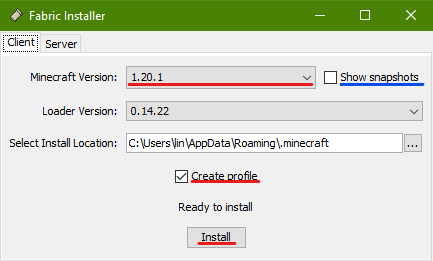 Fabric Installer
Client Server
Minecraft Version: 1.20.1 Show snapshots
Loader Version: 0.14.22
Select Install Location: C:\Users\lin\AppData\Roaming\.minecraft ...
Create profile
Ready to install
Install